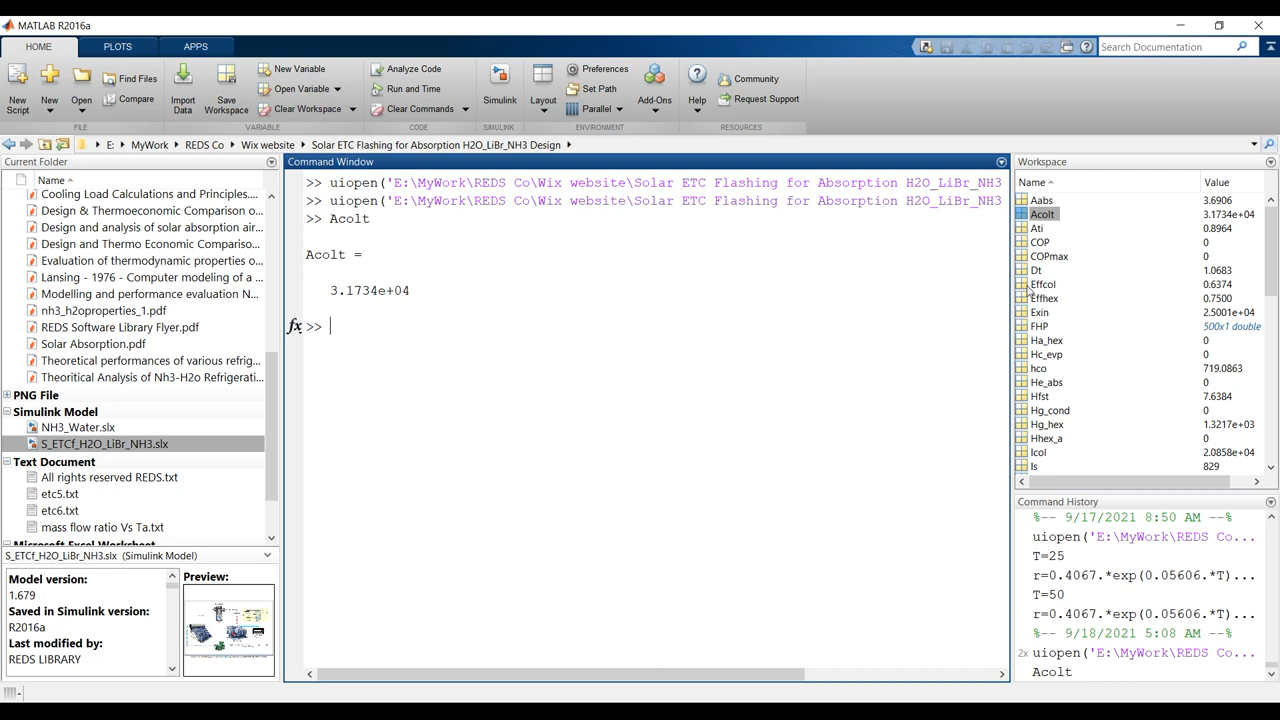 MATLAB R2016a
HOME
PLOTS
APPS
Search Documentation
New Script
New
Open
Find Files
Compare
FILE
Import Data
Save Workspace
New Variable
Open Variable
Clear Workspace
VARIABLE
Analyze Code
Run and Time
Clear Commands
CODE
Simulink
SIMULINK
Layout
Preferences
Set Path
Parallel
ENVIRONMENT
Add-Ons
Help
Community
Request Support
RESOURCES
E: MyWork REDS Co Wix website Solar ETC Flashing for Absorption H2O_LiBr_NH3 Design
Current Folder
Name
Cooling Load Calculations and Principles....
Design & Thermoeconomic Comparison o...
Design and analysis of solar absorption air...
Design and Thermo Economic Compariso...
Evaluation of thermodynamic properties o...
Lansing - 1976 - Computer modeling of a ...
Modelling and performance evaluation N...
nh3_h2oproperties_1.pdf
REDS Software Library Flyer.pdf
Solar Absorption.pdf
Theoretical performances of various refrig...
Theoritical Analysis of Nh3-H2o Refrigerati...
PNG File
Simulink Model
NH3_Water.slx
S_ETCf_H2O_LiBr_NH3.slx
Text Document
All rights reserved REDS.txt
etc5.txt
etc6.txt
mass flow ratio Vs Ta.txt
Microsoft Excel Worksheet
S_ETCf_H2O_LiBr_NH3.slx (Simulink Model)
Model version:
1.679
Saved in Simulink version:
R2016a
Last modified by:
REDS LIBRARY
Preview:
Command Window
>> uiopen('E:\MyWork\REDS Co\Wix website\Solar ETC Flashing for Absorption H2O_LiBr_NH3
>> uiopen('E:\MyWork\REDS Co\Wix website\Solar ETC Flashing for Absorption H2O_LiBr_NH3
>> Acolt
Acolt =
3.1734e+04
fx >>
Workspace
Name Value
Aabs 3.6906
Acolt 3.1734e+04
Ati 0.8964
COP 0
COPmax 0
Dt 1.0683
Effcol 0.6374
Effhex 0.7500
Exin 2.5001e+04
FHP 500x1 double
Ha_hex 0
Hc_evp 0
hco 719.0863
He_abs 0
Hfst 7.6384
Hg_cond 0
Hg_hex 1.3217e+03
Hhex_a 0
Icol 2.0858e+04
Is 829
Command History
%-- 9/17/2021 8:50 AM --%
uiopen('E:\MyWork\REDS Co...
T=25
r=0.4067.*exp(0.05606.*T)...
T=50
r=0.4067.*exp(0.05606.*T)...
%-- 9/18/2021 5:08 AM --%
2x uiopen('E:\MyWork\REDS Co...
Acolt